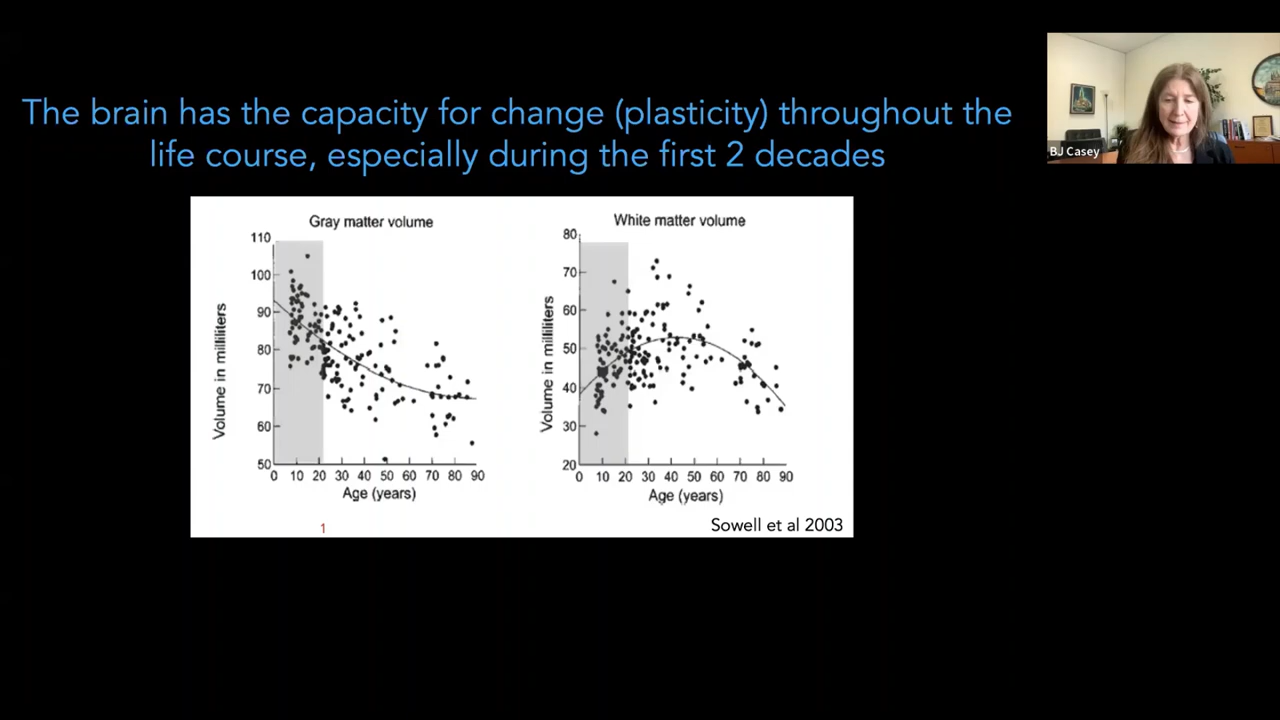 The brain has the capacity for change (plasticity) throughout the
life course, especially during the first 2 decades
BJ Casey
Gray matter volume
110
100
90
80
70
60
50
Volume in milliliters
0 10 20 30 40 50 60 70 80 90
Age (years)
1
White matter volume
80
70
60
50
40
30
20
Volume in milliliters
0 10 20 30 40 50 60 70 80 90
Age (years)
Sowell et al 2003